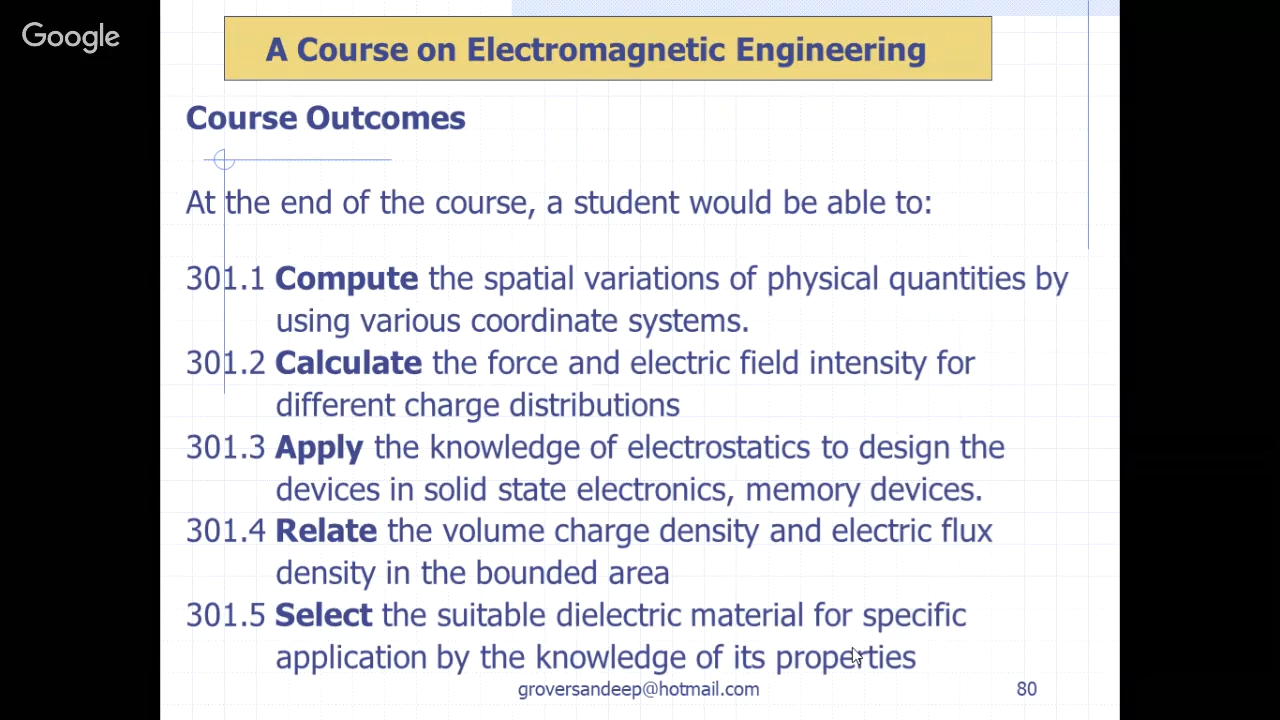 Google
A Course on Electromagnetic Engineering
Course Outcomes
At the end of the course, a student would be able to:
301.1 Compute the spatial variations of physical quantities by
using various coordinate systems.
301.2 Calculate the force and electric field intensity for
different charge distributions
301.3 Apply the knowledge of electrostatics to design the
devices in solid state electronics, memory devices.
301.4 Relate the volume charge density and electric flux
density in the bounded area
301.5 Select the suitable dielectric material for specific
application by the knowledge of its properties
groversandeep@hotmail.com
80